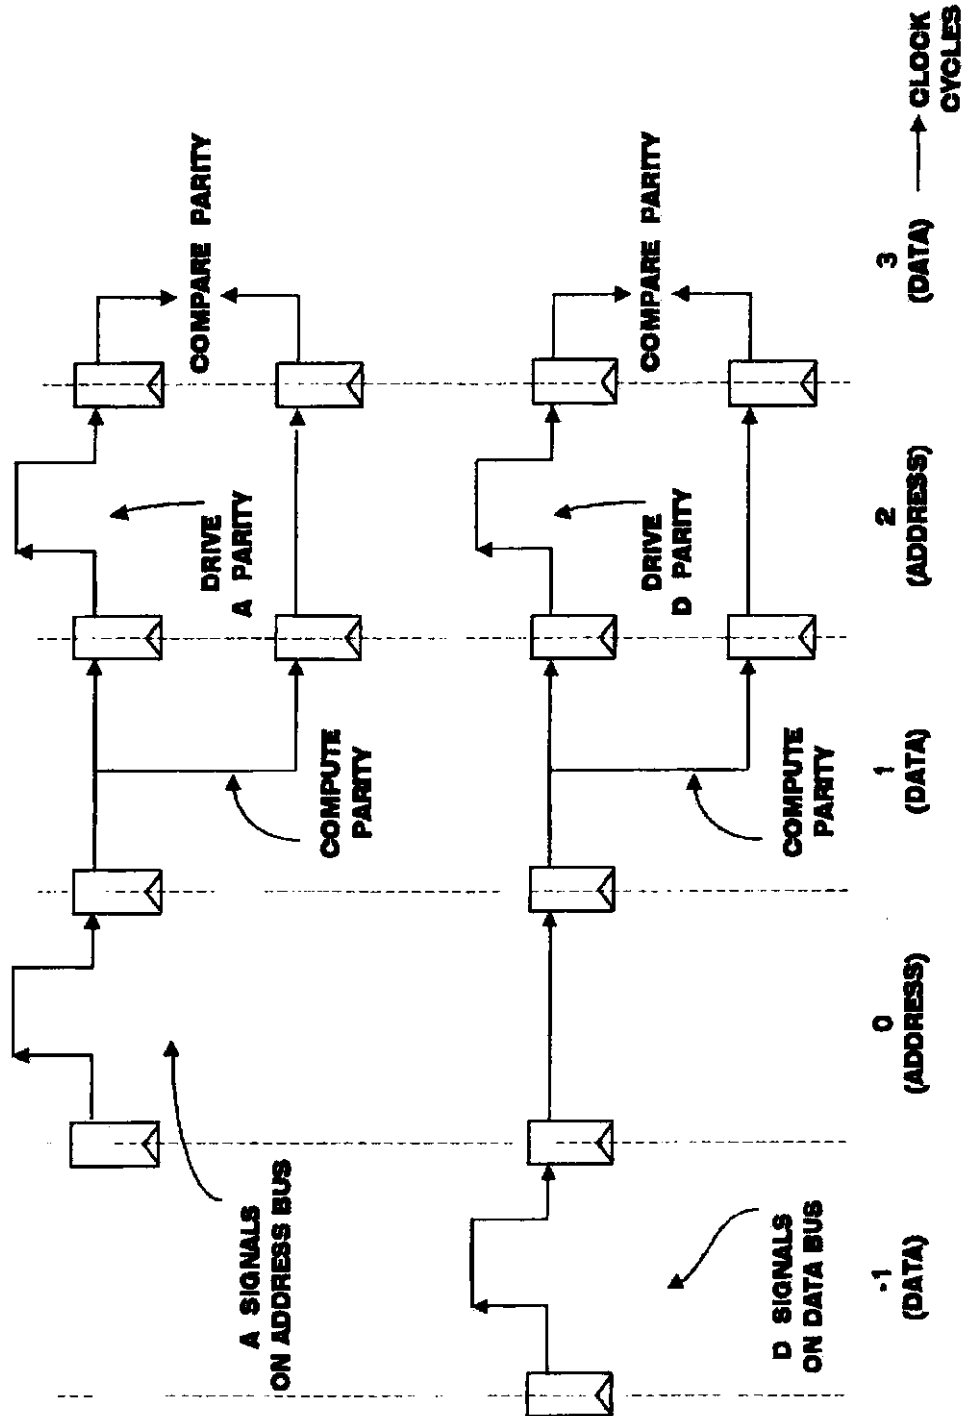 A SIGNALS
ON ADDRESS BUS
COMPUTE
PARITY
DRIVE
A PARITY
COMPARE PARITY
D SIGNALS
ON DATA BUS
COMPUTE
PARITY
DRIVE
D PARITY
COMPARE PARITY
-1
(DATA)
0
(ADDRESS)
1
(DATA)
2
(ADDRESS)
3
(DATA)
CLOCK
CYCLES